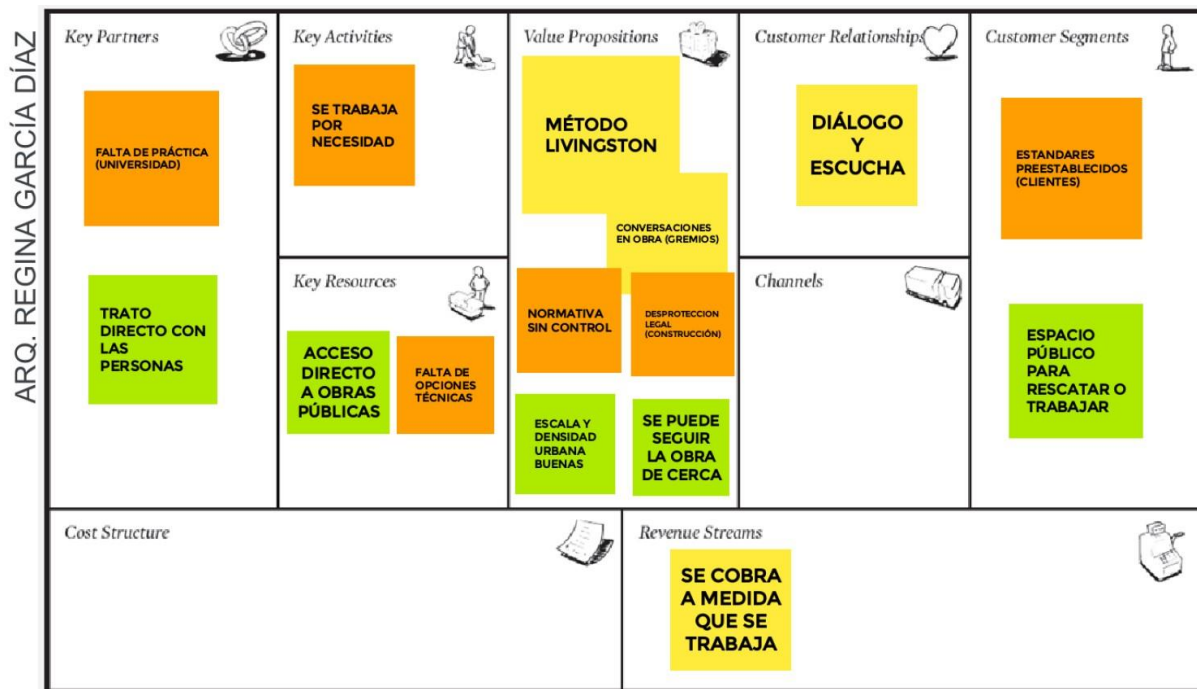 ARQ. REGINA GARCÍA DÍAZ
Key Partners
FALTA DE PRÁCTICA
(UNIVERSIDAD)
TRATO
DIRECTO CON
LAS
PERSONAS
Key Activities
SE TRABAJA
POR
NECESIDAD
Key Resources
ACCESO
DIRECTO
A OBRAS
PÚBLICAS
FALTA DE
OPCIONES
TÉCNICAS
Value Propositions
MÉTODO
LIVINGSTON
CONVERSACIONES
EN OBRA (GREMIOS)
NORMATIVA
SIN CONTROL
DESPROTECCION
LEGAL
(CONSTRUCCIÓN)
ESCALA Y
DENSIDAD
URBANA
BUENAS
SE PUEDE
SEGUIR
LA OBRA
DE CERCA
Customer Relationships
DIÁLOGO
Y
ESCUCHA
Channels
Customer Segments
ESTANDARES
PREESTABLECIDOS
(CLIENTES)
ESPACIO
PÚBLICO
PARA
RESCATAR O
TRABAJAR
Cost Structure
Revenue Streams
SE COBRA
A MEDIDA
QUE SE
TRABAJA